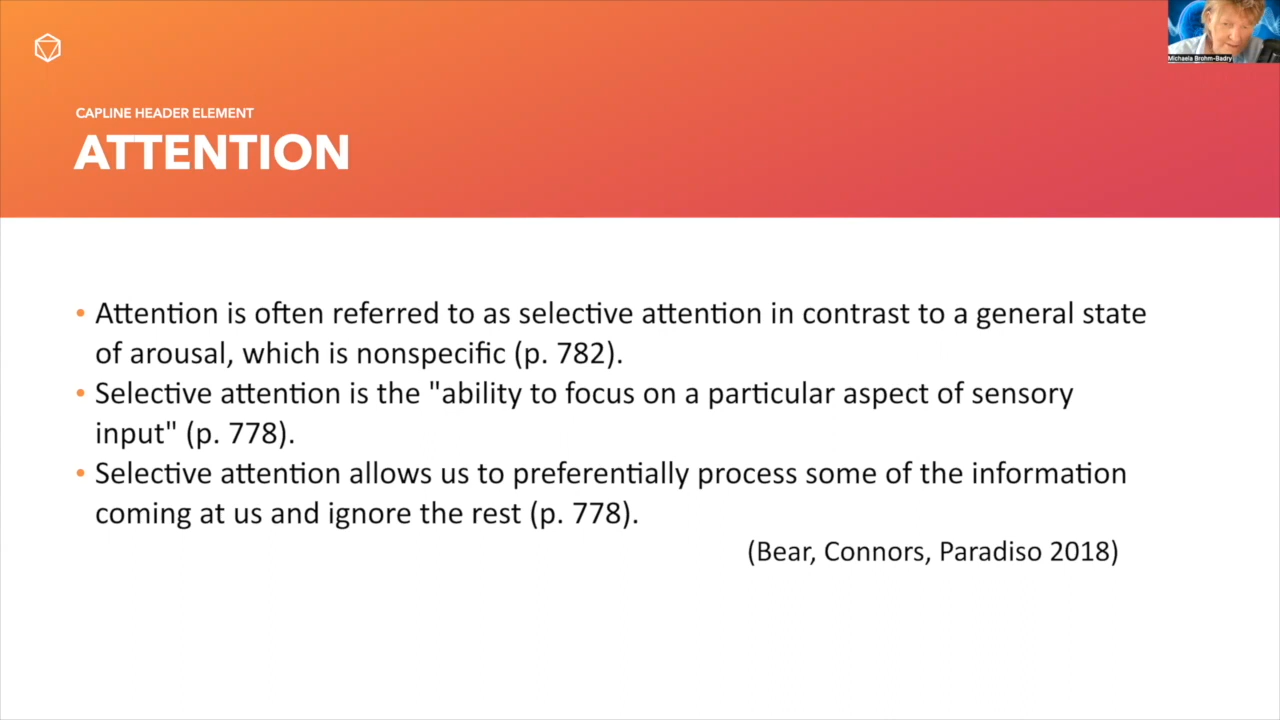 Michaela Brohm-Badry
CAPLINE HEADER ELEMENT
ATTENTION
• Attention is often referred to as selective attention in contrast to a general state
of arousal, which is nonspecific (p. 782).
• Selective attention is the "ability to focus on a particular aspect of sensory
input" (p. 778).
• Selective attention allows us to preferentially process some of the information
coming at us and ignore the rest (p. 778).
(Bear, Connors, Paradiso 2018)